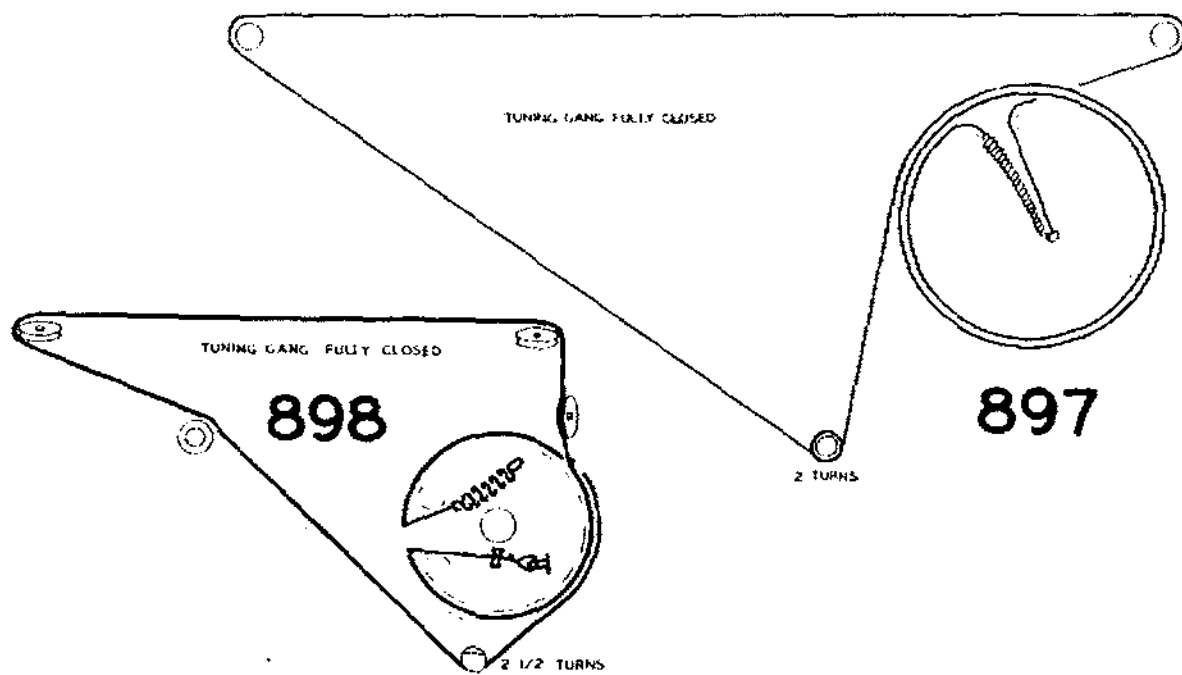 TUNING GANG FULLY CLOSED
897
2 TURNS
TUNING GANG FULLY CLOSED
898
2 1/2 TURNS